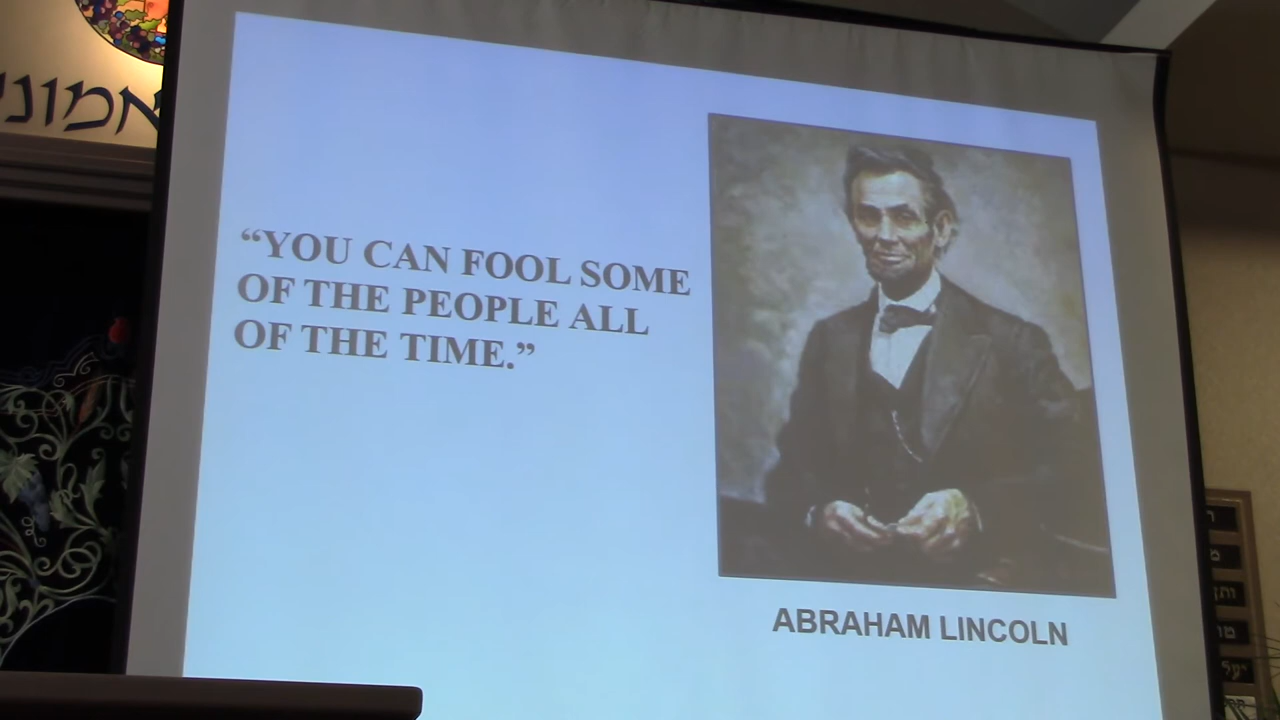 “YOU CAN FOOL SOME
OF THE PEOPLE ALL
OF THE TIME.”
ABRAHAM LINCOLN